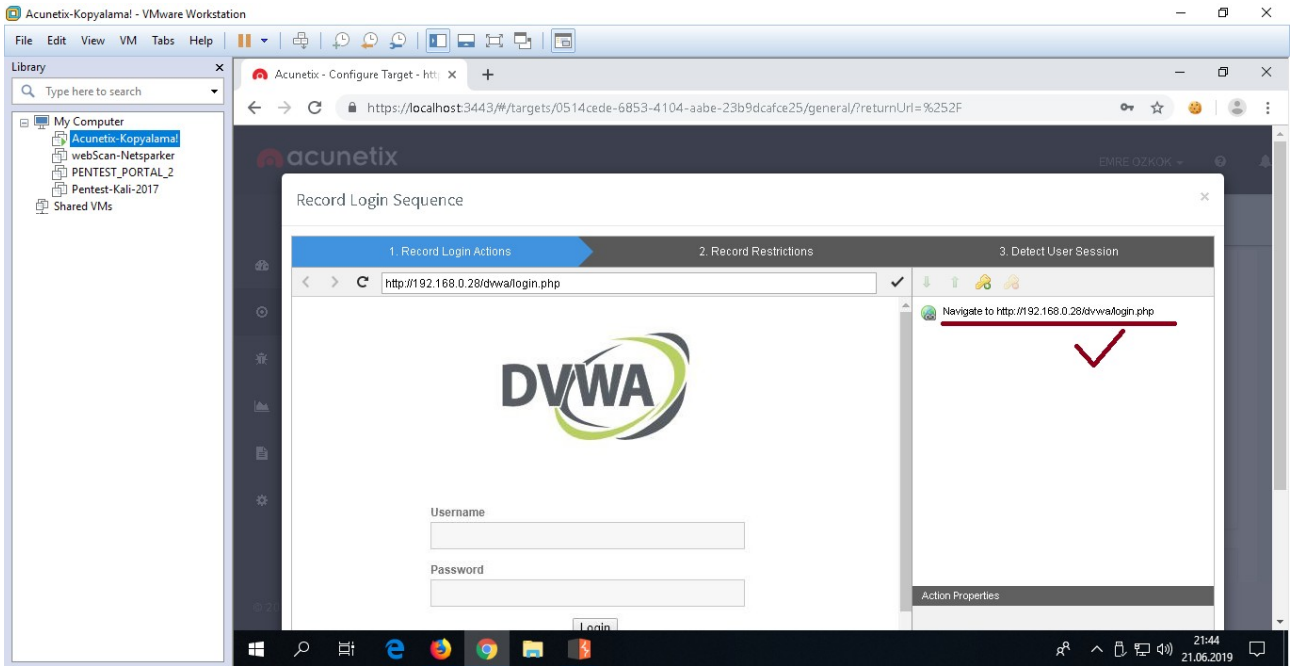 Acunetix-Kopyalama! - VMware Workstation
File Edit View VM Tabs Help
Library
Type here to search
My Computer
Acunetix-Kopyalama!
webScan-Netsparker
PENTEST_PORTAL_2
Pentest-Kali-2017
Shared VMs
Acunetix - Configure Target - htt
https://localhost:3443/#/targets/0514cede-6853-4104-aabe-23b9dcafce25/general/?returnUrl=%252F
acunetix
EMRE OZKOK
Record Login Sequence
1. Record Login Actions
2. Record Restrictions
3. Detect User Session
http://192.168.0.28/dvwa/login.php
Navigate to http://192.168.0.28/dvwa/login.php
DVWA
Username
Password
Login
Action Properties
© 20
21:44
21.06.2019